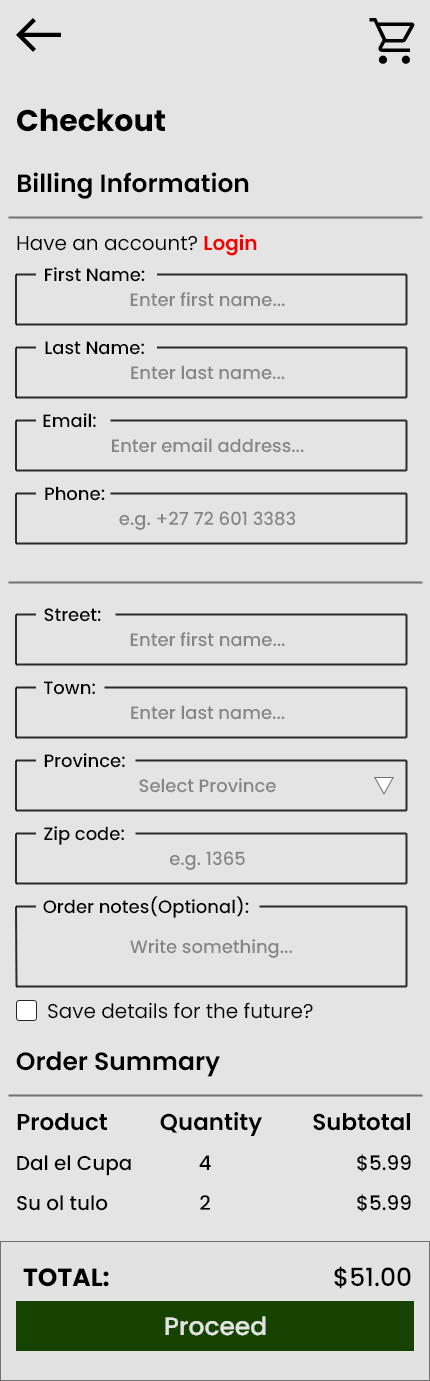 Checkout
Billing Information
Have an account? Login
First Name:
Enter first name...
Last Name:
Enter last name...
Email:
Enter email address...
Phone:
e.g. +27 72 601 3383
Street:
Enter first name...
Town:
Enter last name...
Province:
Select Province
Zip code:
e.g. 1365
Order notes(Optional):
Write something...
Save details for the future?
Order Summary
Product Quantity Subtotal
Dal el Cupa 4 $5.99
Su ol tulo 2 $5.99
TOTAL: $51.00
Proceed